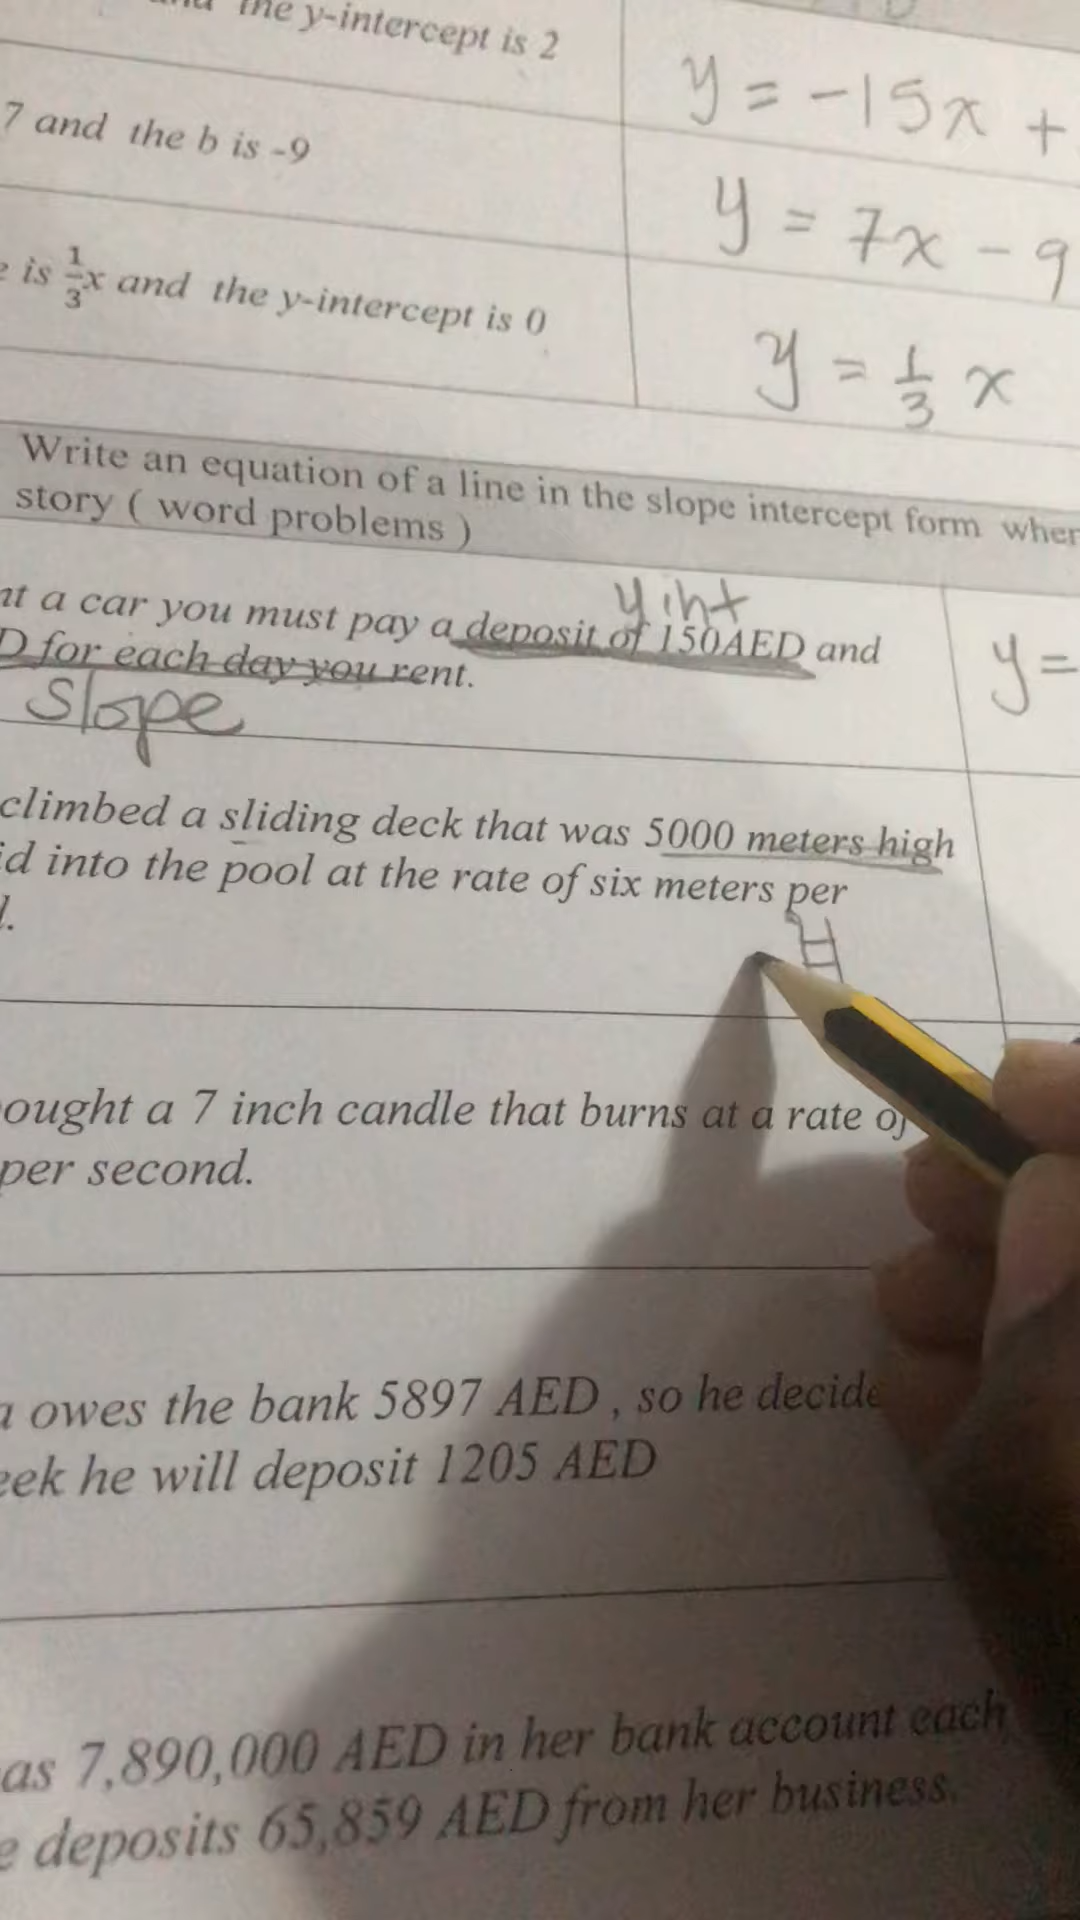 the y-intercept is 2
y = -15x +
7 and the b is -9
y = 7x - 9
is 1/3x and the y-intercept is 0
y = 1/3 x
Write an equation of a line in the slope intercept form
story ( word problems )
y int
a car you must pay a deposit of 150AED and
y =
D for each day you rent.
slope
climbed a sliding deck that was 5000 meters high
into the pool at the rate of six meters per
ought a 7 inch candle that burns at a rate
per second.
owes the bank 5897 AED , so he decide
eek he will deposit 1205 AED
as 7,890,000 AED in her bank account each
deposits 65,859 AED from her business.